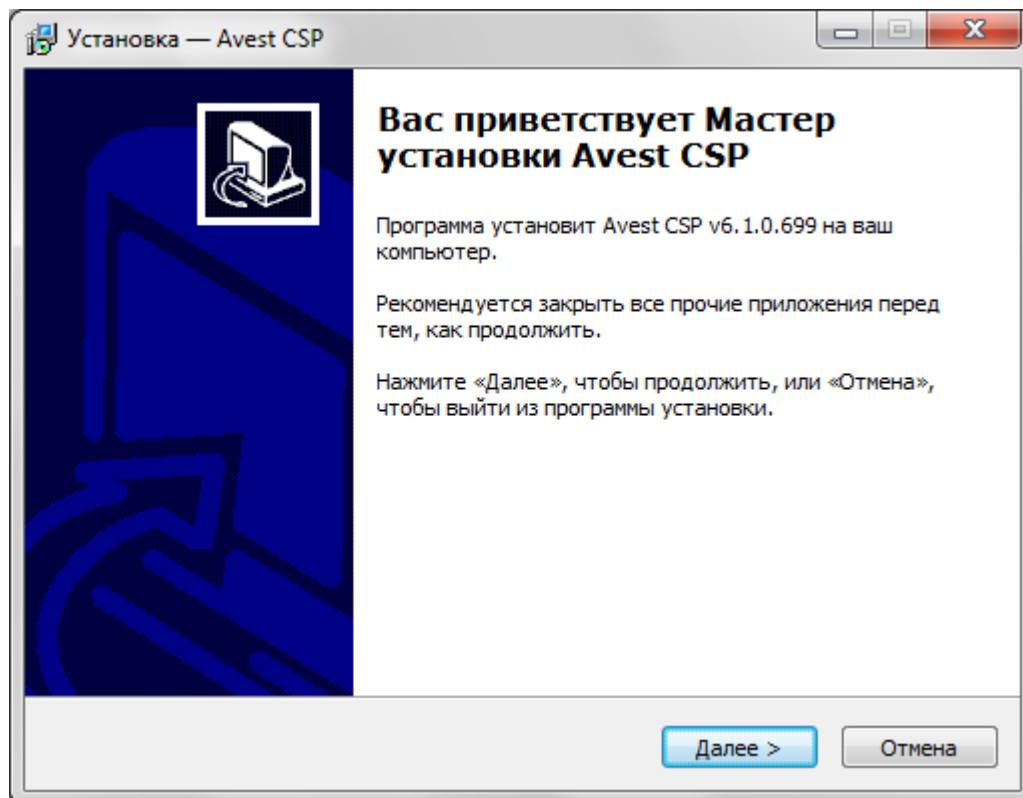 Установка — Avest CSP
Вас приветствует Мастер
установки Avest CSP
Программа установит Avest CSP v6.1.0.699 на ваш
компьютер.
Рекомендуется закрыть все прочие приложения перед
тем, как продолжить.
Нажмите «Далее», чтобы продолжить, или «Отмена»,
чтобы выйти из программы установки.
Далее >
Отмена